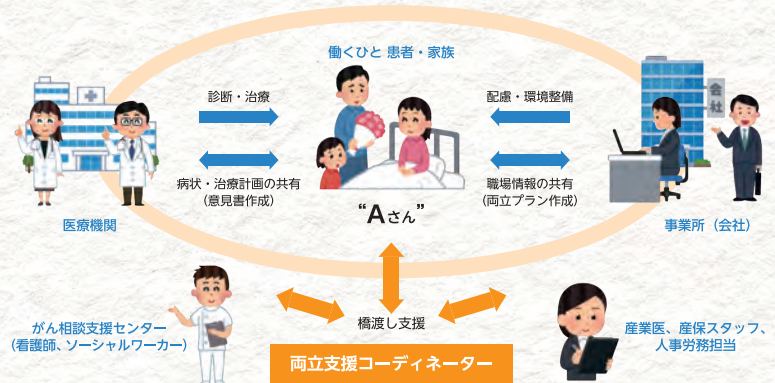 働くひと 患者・家族
診断・治療
配慮・環境整備
会社
病状・治療計画の共有
（意見書作成）
職場情報の共有
（両立プラン作成）
“Aさん”
医療機関
事業所（会社）
がん相談支援センター
（看護師、ソーシャルワーカー）
橋渡し支援
産業医、産保スタッフ、
人事労務担当
両立支援コーディネーター